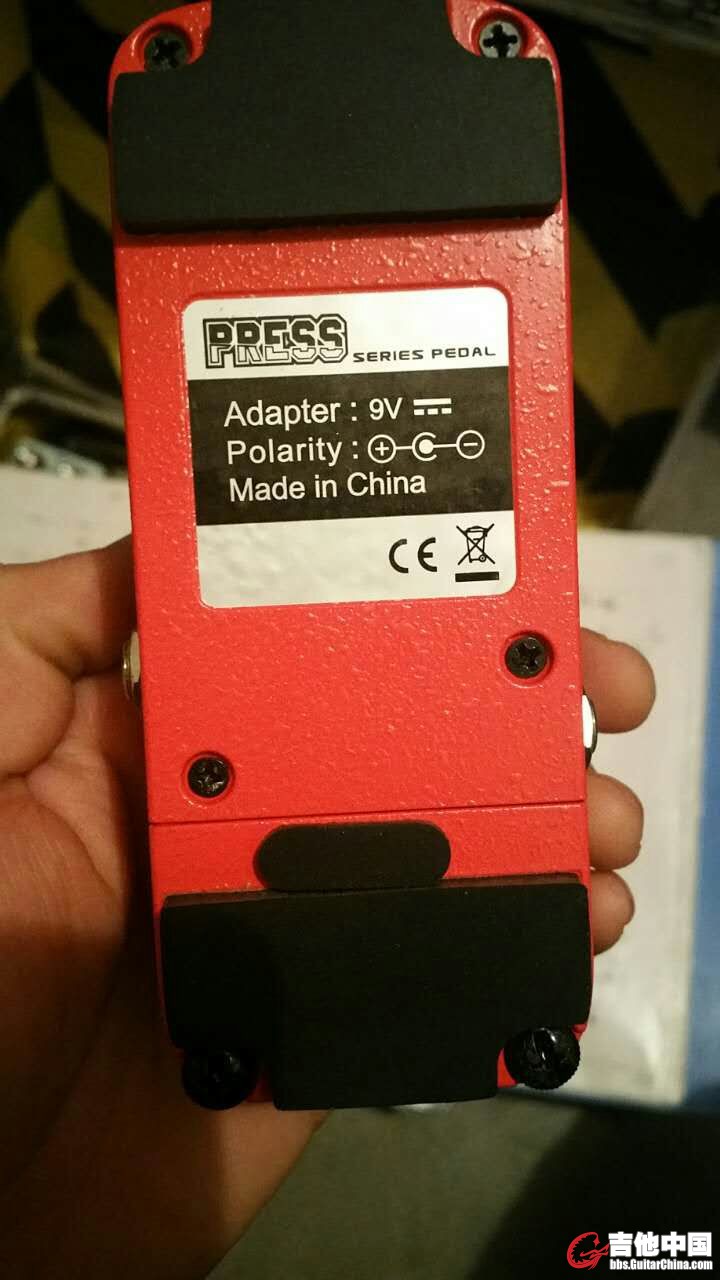 PRESS SERIES PEDAL
Adapter : 9V
Polarity :
Made in China
CE
吉他中国
bbs.GuitarChina.com